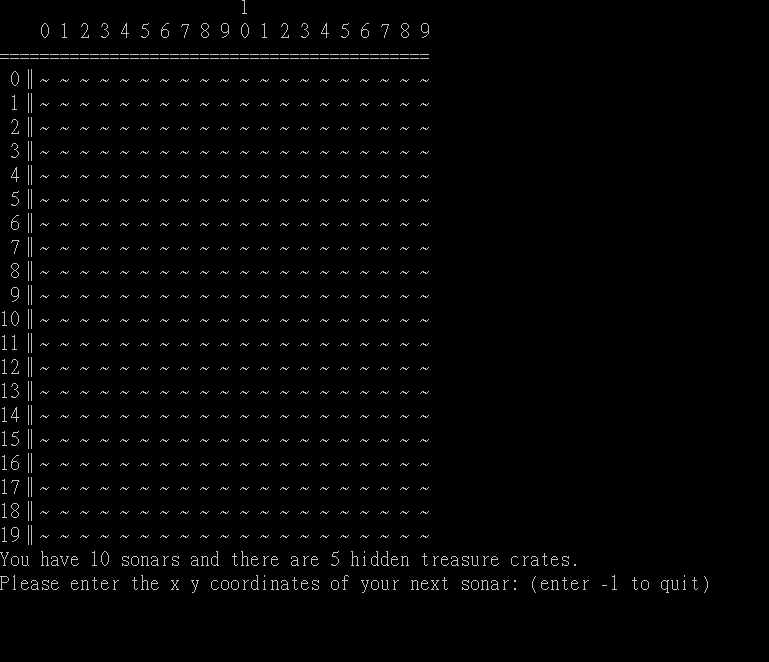 1
    0 1 2 3 4 5 6 7 8 9 0 1 2 3 4 5 6 7 8 9
===========================================
 0║~ ~ ~ ~ ~ ~ ~ ~ ~ ~ ~ ~ ~ ~ ~ ~ ~ ~ ~ ~
 1║~ ~ ~ ~ ~ ~ ~ ~ ~ ~ ~ ~ ~ ~ ~ ~ ~ ~ ~ ~
 2║~ ~ ~ ~ ~ ~ ~ ~ ~ ~ ~ ~ ~ ~ ~ ~ ~ ~ ~ ~
 3║~ ~ ~ ~ ~ ~ ~ ~ ~ ~ ~ ~ ~ ~ ~ ~ ~ ~ ~ ~
 4║~ ~ ~ ~ ~ ~ ~ ~ ~ ~ ~ ~ ~ ~ ~ ~ ~ ~ ~ ~
 5║~ ~ ~ ~ ~ ~ ~ ~ ~ ~ ~ ~ ~ ~ ~ ~ ~ ~ ~ ~
 6║~ ~ ~ ~ ~ ~ ~ ~ ~ ~ ~ ~ ~ ~ ~ ~ ~ ~ ~ ~
 7║~ ~ ~ ~ ~ ~ ~ ~ ~ ~ ~ ~ ~ ~ ~ ~ ~ ~ ~ ~
 8║~ ~ ~ ~ ~ ~ ~ ~ ~ ~ ~ ~ ~ ~ ~ ~ ~ ~ ~ ~
 9║~ ~ ~ ~ ~ ~ ~ ~ ~ ~ ~ ~ ~ ~ ~ ~ ~ ~ ~ ~
10║~ ~ ~ ~ ~ ~ ~ ~ ~ ~ ~ ~ ~ ~ ~ ~ ~ ~ ~ ~
11║~ ~ ~ ~ ~ ~ ~ ~ ~ ~ ~ ~ ~ ~ ~ ~ ~ ~ ~ ~
12║~ ~ ~ ~ ~ ~ ~ ~ ~ ~ ~ ~ ~ ~ ~ ~ ~ ~ ~ ~
13║~ ~ ~ ~ ~ ~ ~ ~ ~ ~ ~ ~ ~ ~ ~ ~ ~ ~ ~ ~
14║~ ~ ~ ~ ~ ~ ~ ~ ~ ~ ~ ~ ~ ~ ~ ~ ~ ~ ~ ~
15║~ ~ ~ ~ ~ ~ ~ ~ ~ ~ ~ ~ ~ ~ ~ ~ ~ ~ ~ ~
16║~ ~ ~ ~ ~ ~ ~ ~ ~ ~ ~ ~ ~ ~ ~ ~ ~ ~ ~ ~
17║~ ~ ~ ~ ~ ~ ~ ~ ~ ~ ~ ~ ~ ~ ~ ~ ~ ~ ~ ~
18║~ ~ ~ ~ ~ ~ ~ ~ ~ ~ ~ ~ ~ ~ ~ ~ ~ ~ ~ ~
19║~ ~ ~ ~ ~ ~ ~ ~ ~ ~ ~ ~ ~ ~ ~ ~ ~ ~ ~ ~
You have 10 sonars and there are 5 hidden treasure crates.
Please enter the x y coordinates of your next sonar: (enter -1 to quit)